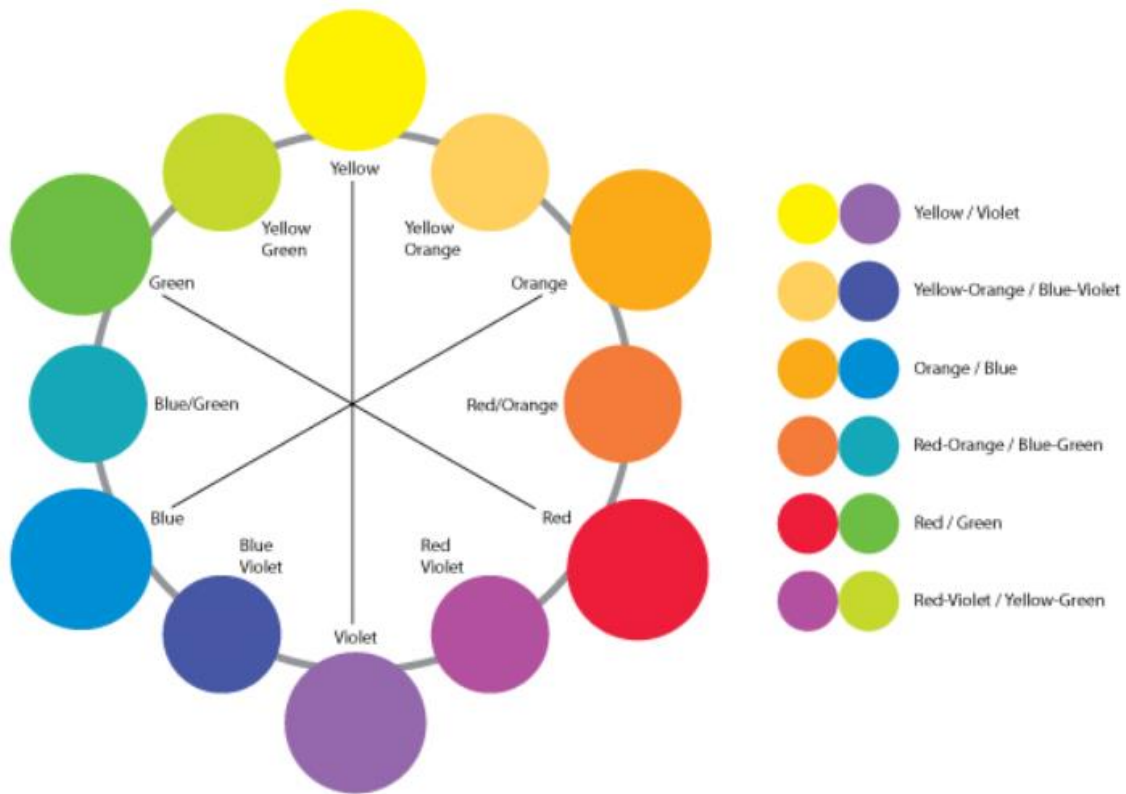 Yellow
Yellow
Green
Yellow
Orange
Green
Orange
Blue/Green
Red/Orange
Blue
Red
Blue
Violet
Red
Violet
Violet
Yellow / Violet
Yellow-Orange / Blue-Violet
Orange / Blue
Red-Orange / Blue-Green
Red / Green
Red-Violet / Yellow-Green